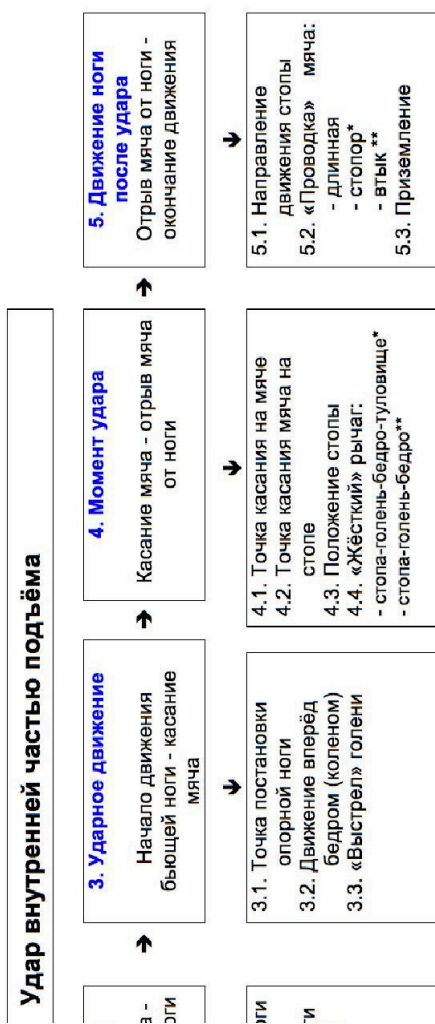 Удар внутренней частью подъёма
а -
ноги
ноги
ги
3. Ударное движение
Начало движения
бьющей ноги - касание
мяча
3.1. Точка постановки
опорной ноги
3.2. Движение вперёд
бедром (коленом)
3.3. «Выстрел» голени
4. Момент удара
Касание мяча - отрыв мяча
от ноги
4.1. Точка касания на мяче
4.2. Точка касания мяча на
стопе
4.3. Положение стопы
4.4. «Жёсткий» рычаг:
- стопа-голень-бедро-туловище*
- стопа-голень-бедро**
5. Движение ноги
после удара
Отрыв мяча от ноги -
окончание движения
5.1. Направление
движения стопы
5.2. «Проводка» мяча:
- длинная
- стопор*
- втык **
5.3. Приземление